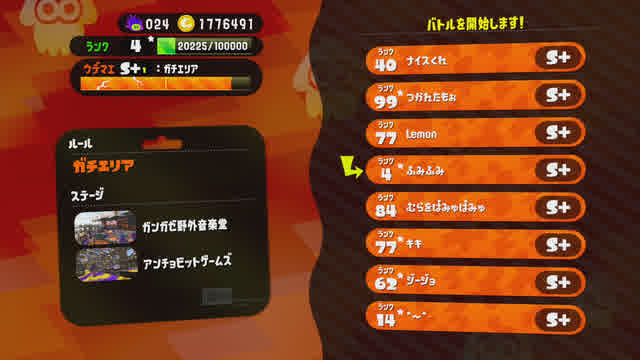 024 1776491
ランク 4★ 20225/100000
ウデマエ S+1 : ガチエリア
ルール
ガチエリア
ステージ
ガンガゼ野外音楽堂
アンチョビットゲームズ
バトルを開始します!
ランク 40 ナイスくれ S+
ランク 99★ つかれたもぉ S+
ランク 77 Lemon S+
ランク 4★ ふみふみ S+
ランク 84 むらをぱみゅぱみゅ S+
ランク 77★ キキ S+
ランク 62★ ジージョ S+
ランク 14★ S+